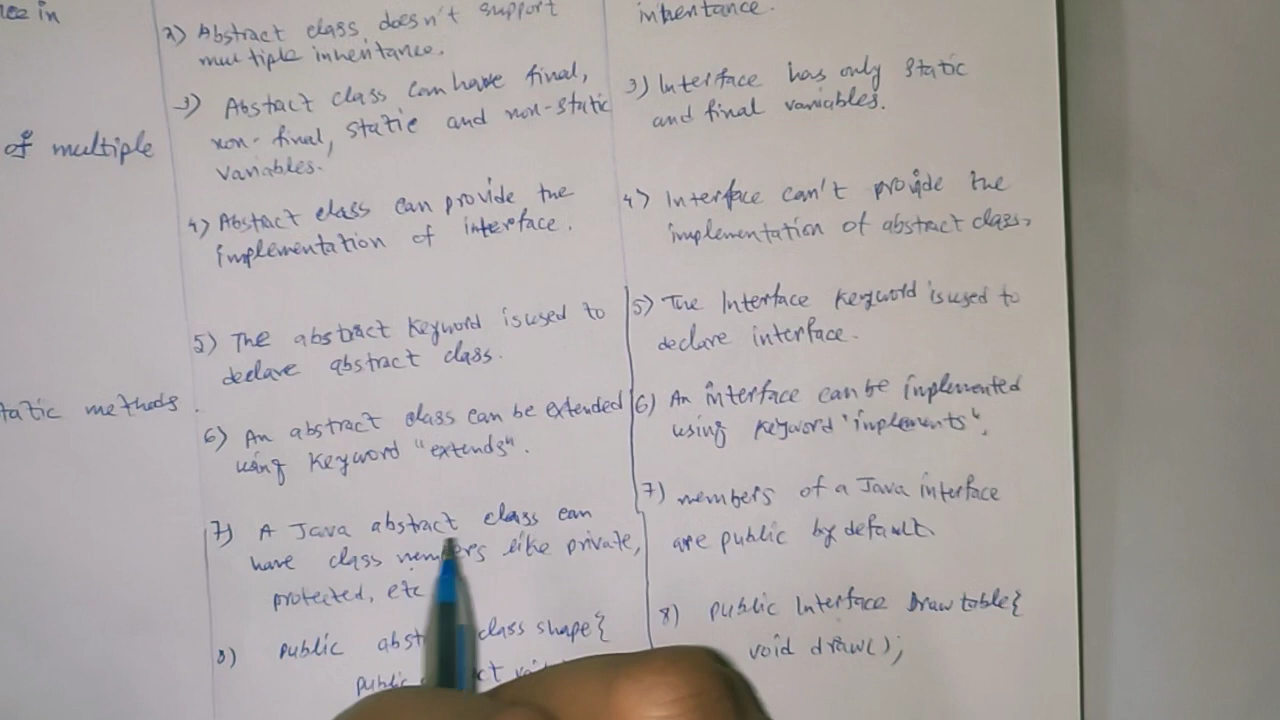 in
of multiple
tatic methods.
2) Abstract class doesn't support
multiple inheritance.
3) Abstact class can have final,
non-final, static and non-static
variables.
4) Abstract class can provide the
implementation of interface.
5) The abstract keyword is used to
declare abstract class.
6) An abstract class can be extended
using keyword "extends".
7) A Java abstract class can
have class members like private,
protected, etc
8) public abst class shape{
public
inheritance.
3) Interface has only static
and final variables.
4) Interface can't provide the
implementation of abstract class,
5) The Interface keyword is used to
declare interface.
6) An interface can be implemented
using keyword "implements".
7) members of a Java interface
are public by default.
8) public Interface Drawtable{
void draw();